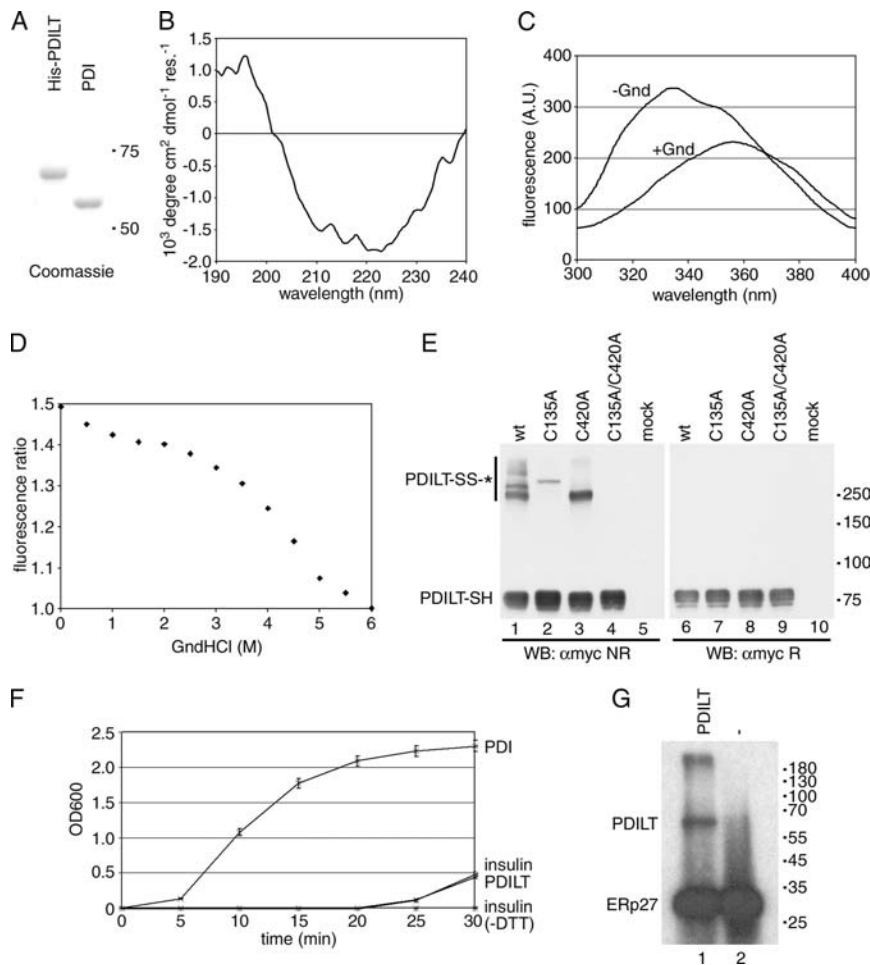 A
His-PDILT
PDI
75
50
Coomassie
B
10³ degree cm² dmol⁻¹ res.⁻¹
1.5
1.0
0.5
0
-0.5
-1.0
-1.5
-2.0
190 200 210 220 230 240
wavelength (nm)
C
fluorescence (A.U.)
400
300
200
100
0
-Gnd
+Gnd
300 320 340 360 380 400
wavelength (nm)
D
fluorescence ratio
1.5
1.4
1.3
1.2
1.1
1.0
0 1 2 3 4 5 6
GndHCl (M)
E
wt C135A C420A C135A/C420A mock
wt C135A C420A C135A/C420A mock
PDILT-SS-*
PDILT-SH
250
150
100
75
1 2 3 4 5
6 7 8 9 10
WB: αmyc NR
WB: αmyc R
F
OD600
2.5
2.0
1.5
1.0
0.5
0
0 5 10 15 20 25 30
time (min)
PDI
insulin
PDILT
insulin
(-DTT)
G
PDILT
-
PDILT
ERp27
180
130
100
70
55
45
35
25
1 2